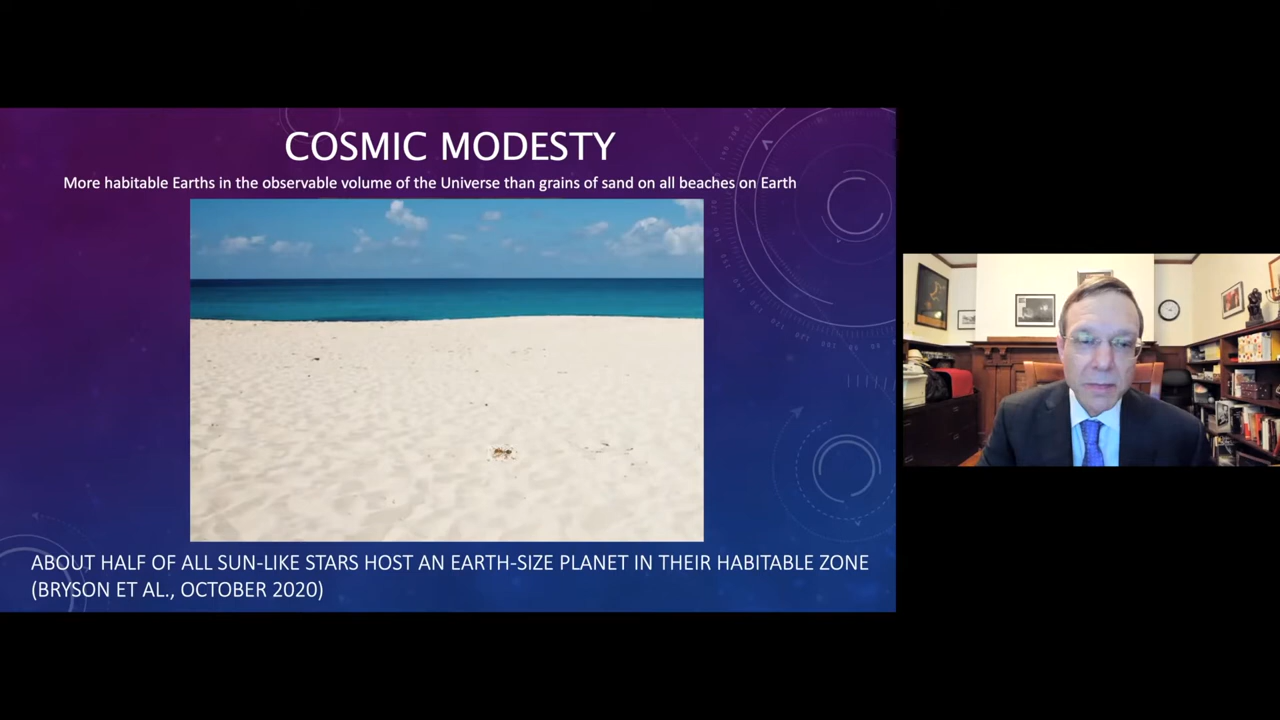 COSMIC MODESTY
More habitable Earths in the observable volume of the Universe than grains of sand on all beaches on Earth
ABOUT HALF OF ALL SUN-LIKE STARS HOST AN EARTH-SIZE PLANET IN THEIR HABITABLE ZONE
(BRYSON ET AL., OCTOBER 2020)